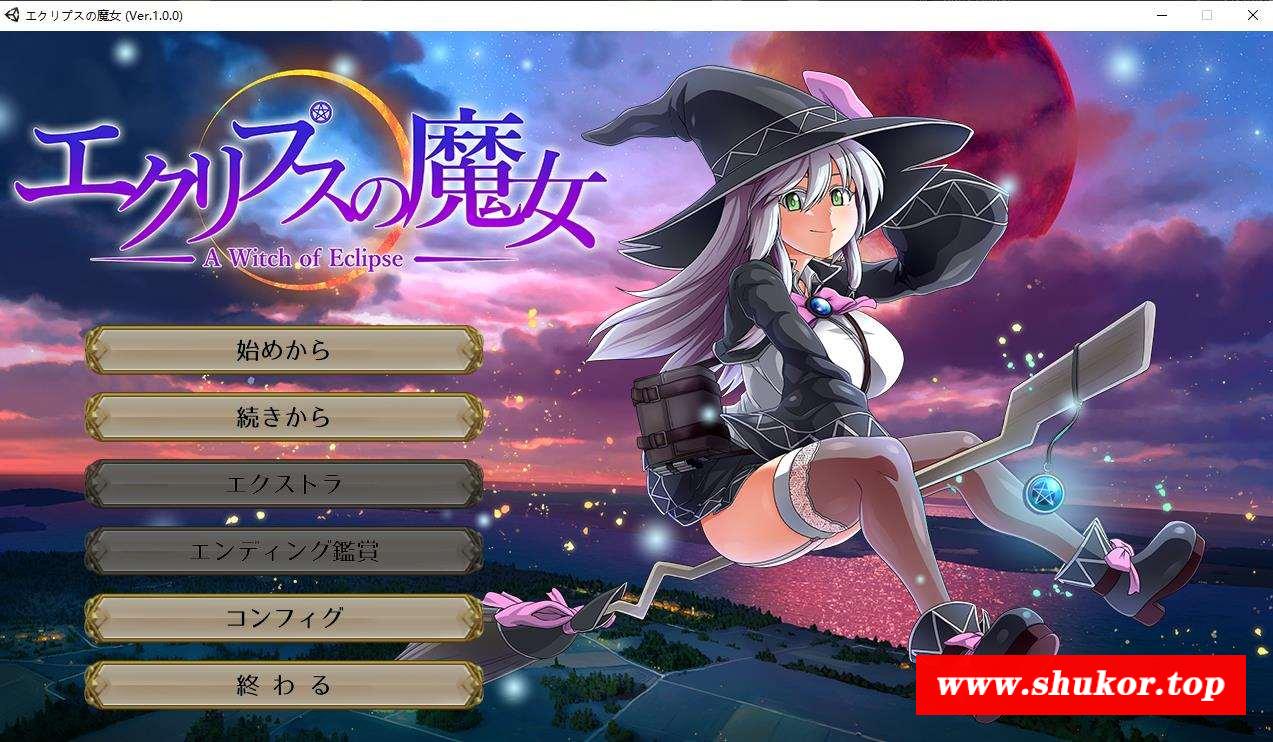 エクリプスの魔女 (Ver.1.0.0)
エクリプスの魔女
A Witch of Eclipse
始めから
続きから
エクストラ
エンディング鑑賞
コンフィグ
終わる
www.shukor.top